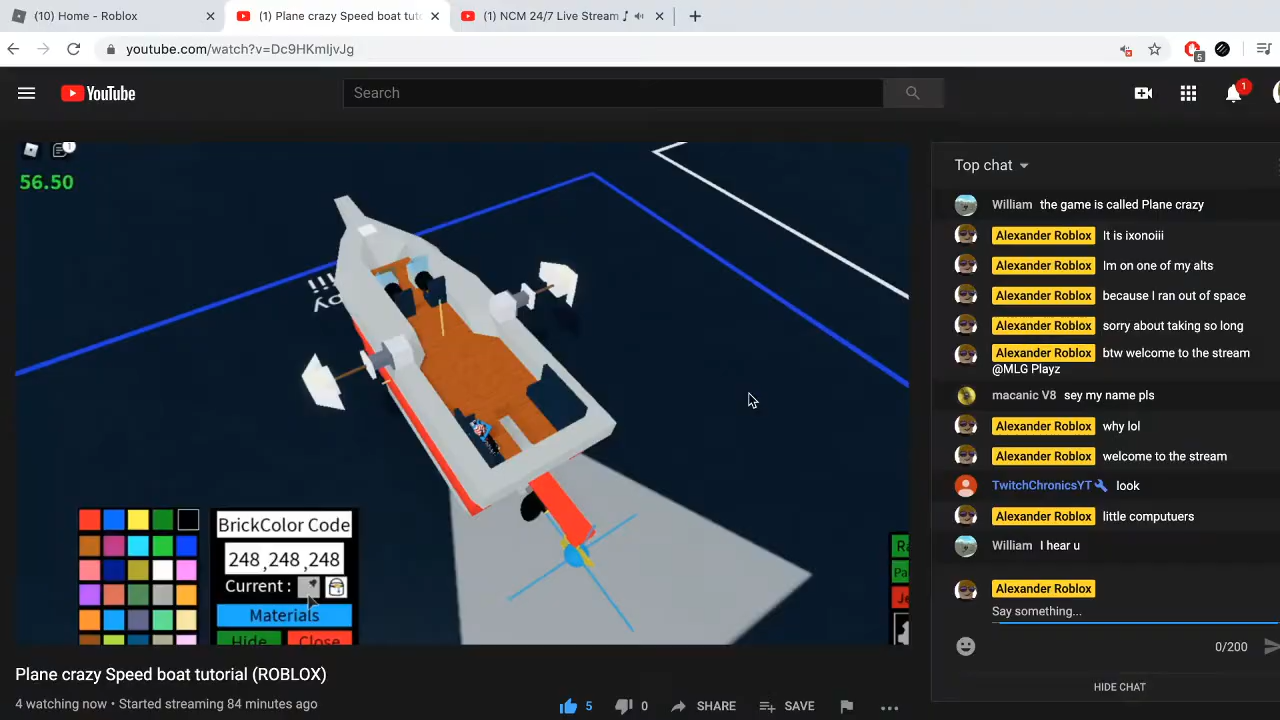 (10) Home - Roblox
(1) Plane crazy Speed boat tut
(1) NCM 24/7 Live Stream ♪
youtube.com/watch?v=Dc9HKmIjvJg
5
YouTube
Search
1
1
56.50
BrickColor Code
248,248,248
Current :
Materials
Hide
Close
Top chat
William the game is called Plane crazy
Alexander Roblox It is ixonoiii
Alexander Roblox Im on one of my alts
Alexander Roblox because I ran out of space
Alexander Roblox sorry about taking so long
Alexander Roblox btw welcome to the stream
@MLG Playz
macanic V8 sey my name pls
Alexander Roblox why lol
Alexander Roblox welcome to the stream
TwitchChronicsYT look
Alexander Roblox little computuers
William I hear u
Alexander Roblox
Say something...
0/200
HIDE CHAT
Plane crazy Speed boat tutorial (ROBLOX)
4 watching now • Started streaming 84 minutes ago
5
0
SHARE
SAVE